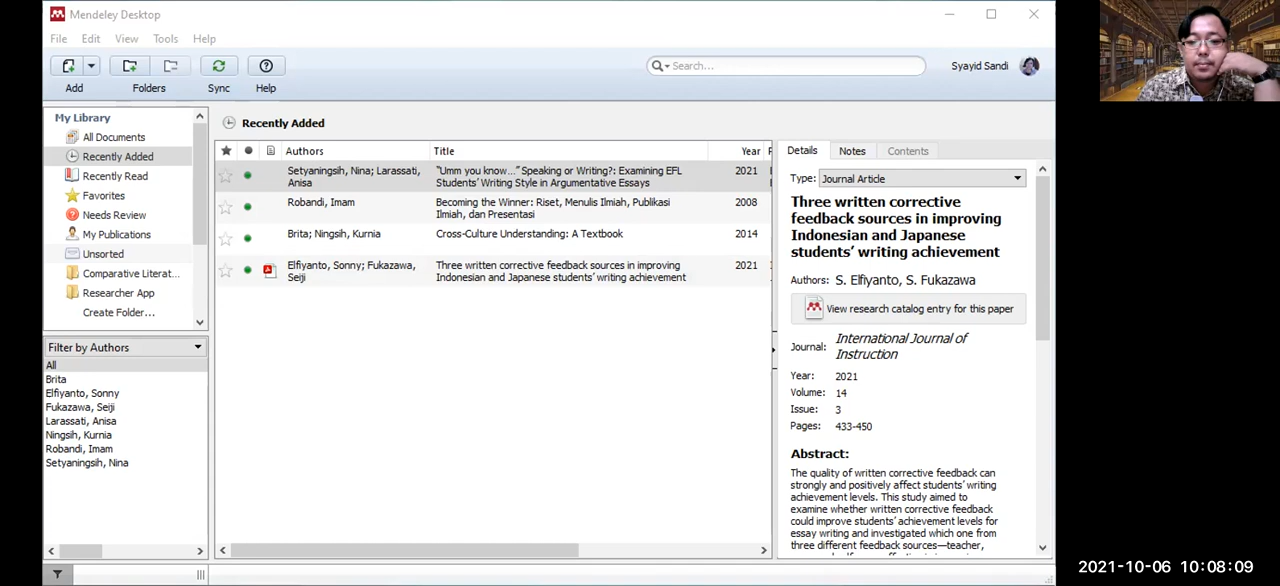 Mendeley Desktop
File Edit View Tools Help
Add Folders Sync Help
Search...
Syayid Sandi
My Library
All Documents
Recently Added
Recently Read
Favorites
Needs Review
My Publications
Unsorted
Comparative Literat...
Researcher App
Create Folder...
Filter by Authors
All
Brita
Elfiyanto, Sonny
Fukazawa, Seiji
Larassati, Anisa
Ningsih, Kurnia
Robandi, Imam
Setyaningsih, Nina
Recently Added
Authors Title Year
Setyaningsih, Nina; Larassati,
Anisa
“Umm you know...” Speaking or Writing?: Examining EFL
Students’ Writing Style in Argumentative Essays
2021
Robandi, Imam
Becoming the Winner: Riset, Menulis Ilmiah, Publikasi
Ilmiah, dan Presentasi
2008
Brita; Ningsih, Kurnia
Cross-Culture Understanding: A Textbook
2014
Elfiyanto, Sonny; Fukazawa,
Seiji
Three written corrective feedback sources in improving
Indonesian and Japanese students’ writing achievement
2021
Details Notes Contents
Type: Journal Article
Three written corrective
feedback sources in improving
Indonesian and Japanese
students’ writing achievement
Authors: S. Elfiyanto, S. Fukazawa
View research catalog entry for this paper
Journal: International Journal of
Instruction
Year: 2021
Volume: 14
Issue: 3
Pages: 433-450
Abstract:
The quality of written corrective feedback can
strongly and positively affect students’ writing
achievement levels. This study aimed to
examine whether written corrective feedback
could improve students’ achievement levels for
essay writing and investigated which one from
three different feedback sources—teacher,
2021-10-06 10:08:09